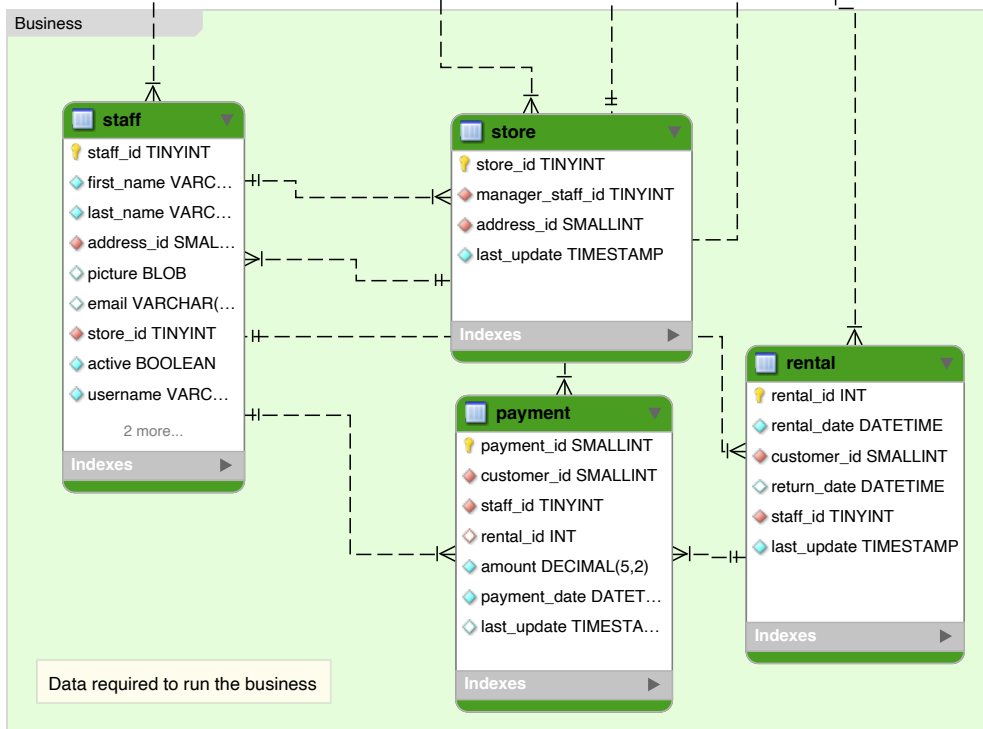 Business
staff
staff_id TINYINT
first_name VARC...
last_name VARC...
address_id SMAL...
picture BLOB
email VARCHAR(...
store_id TINYINT
active BOOLEAN
username VARC...
2 more...
Indexes
store
store_id TINYINT
manager_staff_id TINYINT
address_id SMALLINT
last_update TIMESTAMP
Indexes
payment
payment_id SMALLINT
customer_id SMALLINT
staff_id TINYINT
rental_id INT
amount DECIMAL(5,2)
payment_date DATET...
last_update TIMESTA...
Indexes
rental
rental_id INT
rental_date DATETIME
customer_id SMALLINT
return_date DATETIME
staff_id TINYINT
last_update TIMESTAMP
Indexes
Data required to run the business